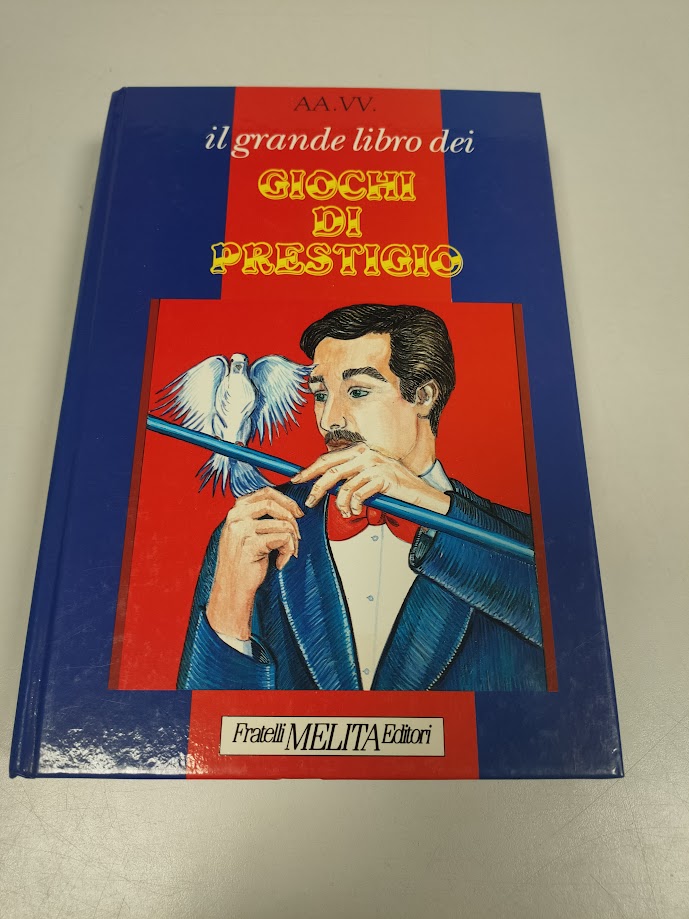 AA.VV.
il grande libro dei
GIOCHI
DI
PRESTIGIO
Fratelli MELITA Editori